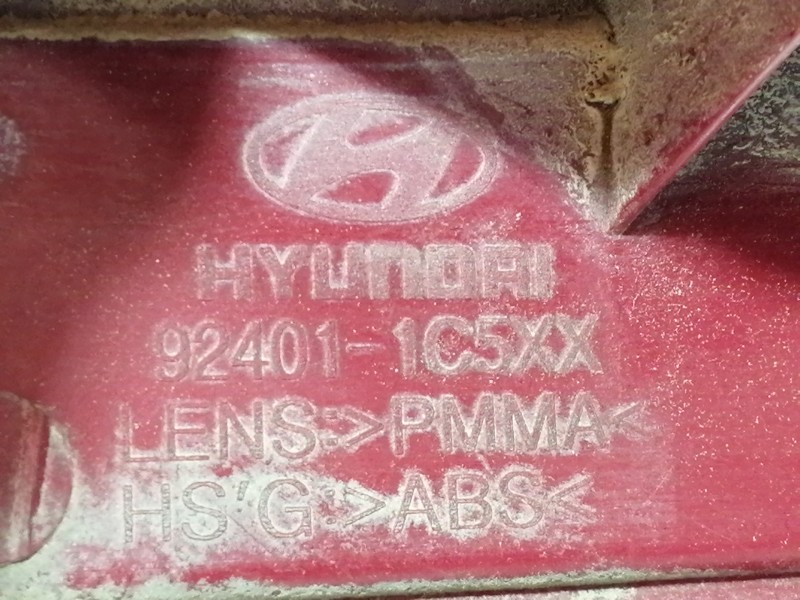 HYUNDAI
92401-1C5XX
LENS:>PMMA<
HS'G:>ABS<